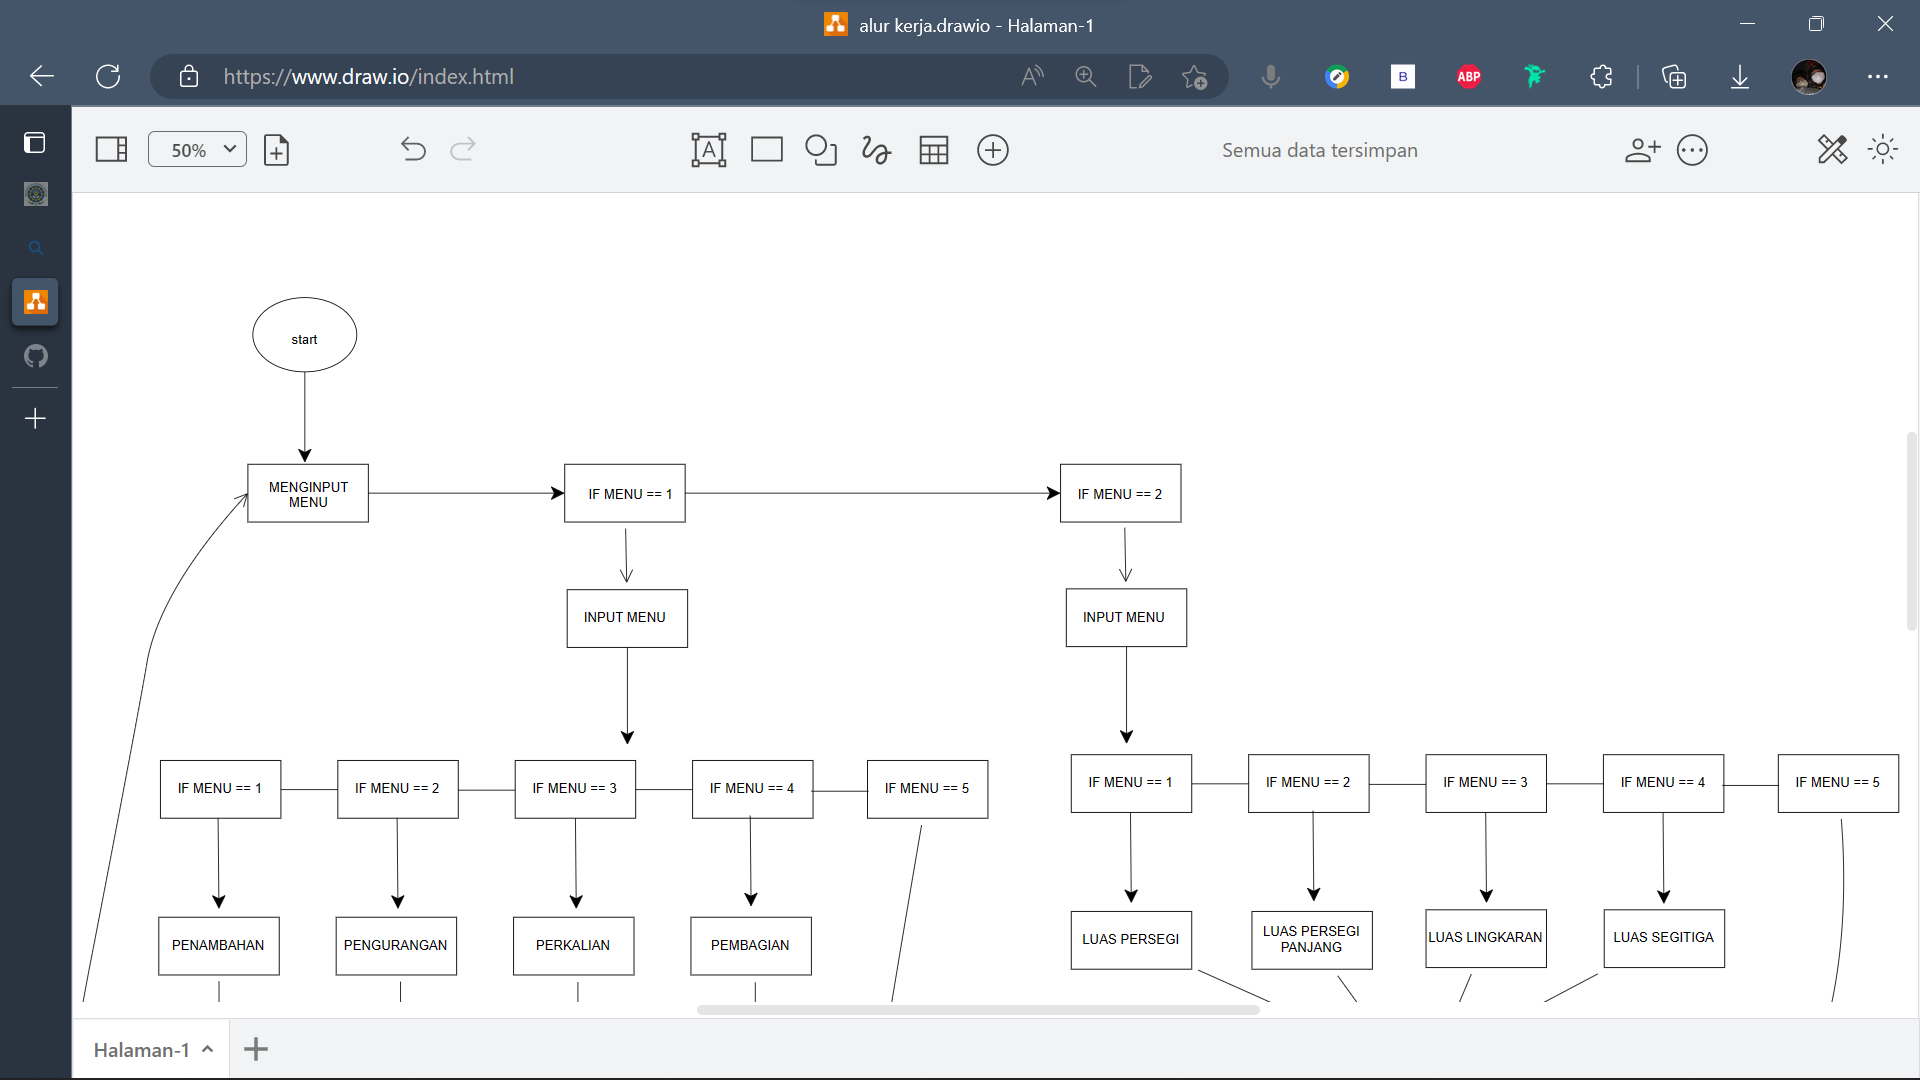 alur kerja.drawio - Halaman-1
https://www.draw.io/index.html
A
B
ABP
50%
A
Semua data tersimpan
start
MENGINPUT
MENU
IF MENU == 1
IF MENU == 2
INPUT MENU
INPUT MENU
IF MENU == 1
IF MENU == 2
IF MENU == 3
IF MENU == 4
IF MENU == 5
IF MENU == 1
IF MENU == 2
IF MENU == 3
IF MENU == 4
IF MENU == 5
PENAMBAHAN
PENGURANGAN
PERKALIAN
PEMBAGIAN
LUAS PERSEGI
LUAS PERSEGI
PANJANG
LUAS LINGKARAN
LUAS SEGITIGA
Halaman-1